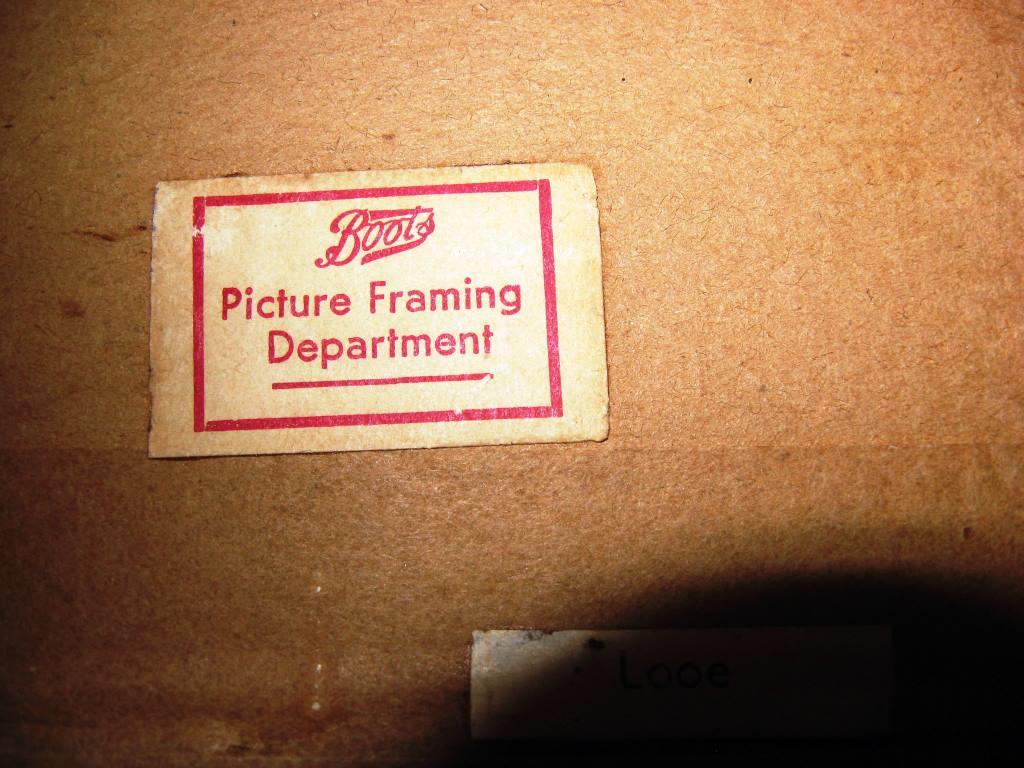 Boots
Picture Framing
Department
Looe